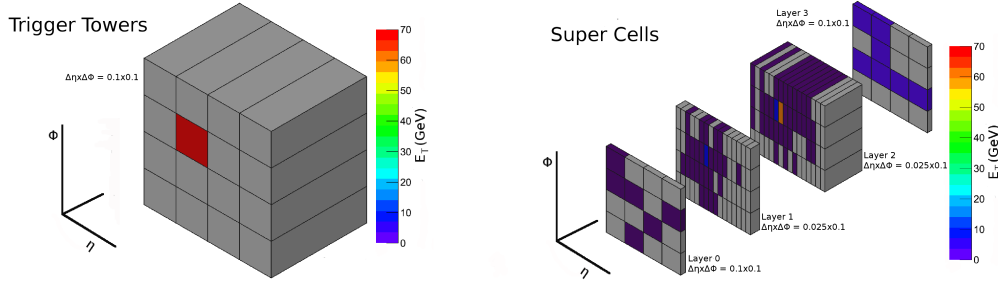 Trigger Towers
ΔηxΔΦ = 0.1x0.1
Φ
η
70
60
50
40
30
20
10
0
E_T (GeV)
Super Cells
Layer 3
ΔηxΔΦ = 0.1x0.1
Layer 2
ΔηxΔΦ = 0.025x0.1
Layer 1
ΔηxΔΦ = 0.025x0.1
Layer 0
ΔηxΔΦ = 0.1x0.1
Φ
η
70
60
50
40
30
20
10
0
E_T (GeV)